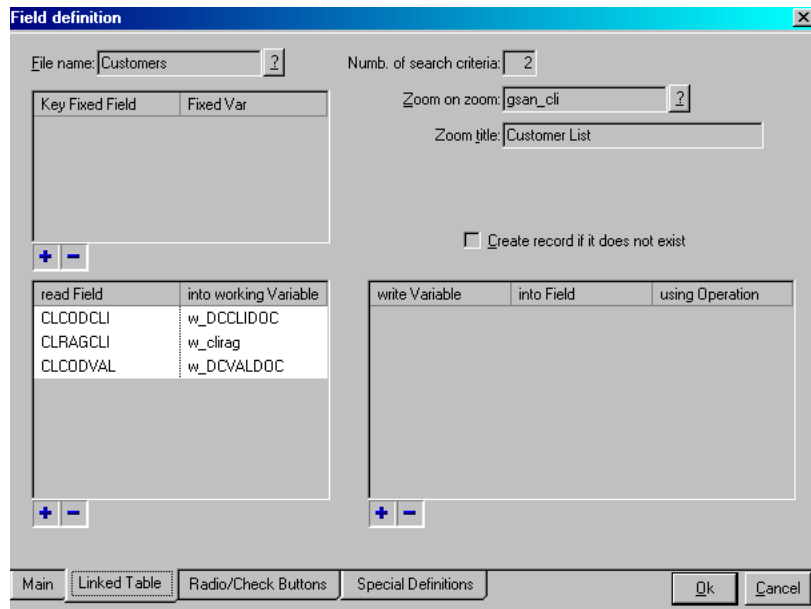 Field definition
File name: Customers ?
Numb. of search criteria: 2
Key Fixed Field Fixed Var
Zoom on zoom: gsan_cli ?
Zoom title: Customer List
Create record if it does not exist
+ −
read Field into working Variable
CLCODCLI w_DCCLIDOC
CLRAGCLI w_clirag
CLCODVAL w_DCVALDOC
write Variable into Field using Operation
+ −
+ −
Main Linked Table Radio/Check Buttons Special Definitions
Ok Cancel